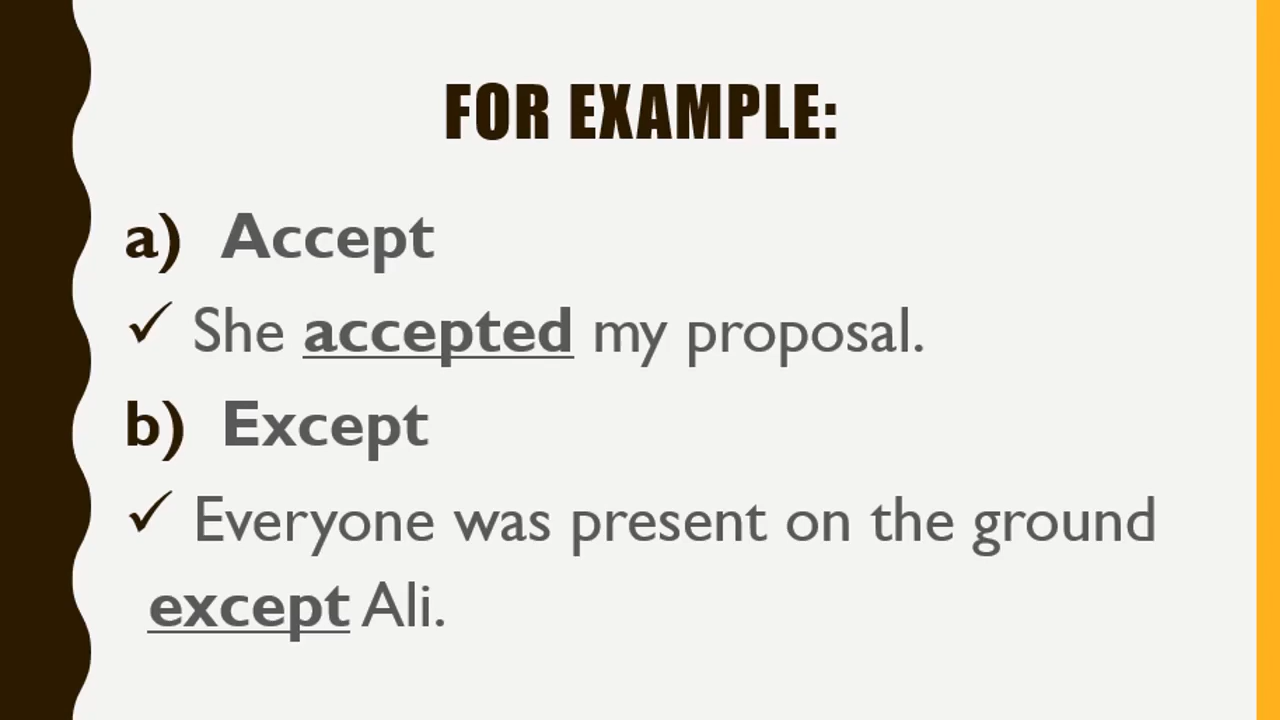 FOR EXAMPLE:
a) Accept
✓ She accepted my proposal.
b) Except
✓ Everyone was present on the ground
except Ali.